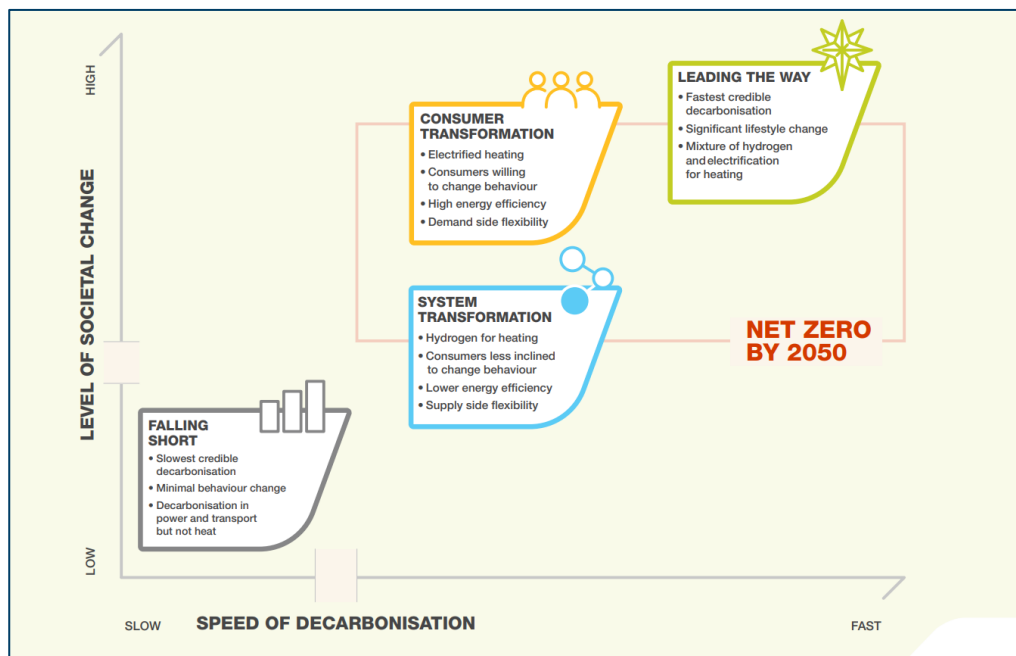 HIGH
LEVEL OF SOCIETAL CHANGE
LOW
CONSUMER
TRANSFORMATION
• Electrified heating
• Consumers willing
to change behaviour
• High energy efficiency
• Demand side flexibility
LEADING THE WAY
• Fastest credible
decarbonisation
• Significant lifestyle change
• Mixture of hydrogen
and electrification
for heating
SYSTEM
TRANSFORMATION
• Hydrogen for heating
• Consumers less inclined
to change behaviour
• Lower energy efficiency
• Supply side flexibility
NET ZERO
BY 2050
FALLING
SHORT
• Slowest credible
decarbonisation
• Minimal behaviour change
• Decarbonisation in
power and transport
but not heat
SLOW
SPEED OF DECARBONISATION
FAST